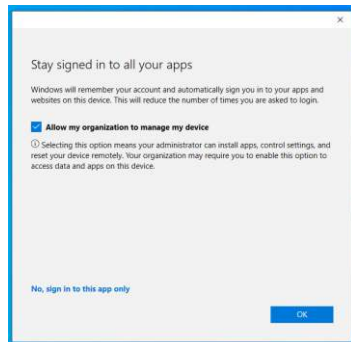 Stay signed in to all your apps
Windows will remember your account and automatically sign you in to your apps and
websites on this device. This will reduce the number of times you are asked to login.
Allow my organization to manage my device
Selecting this option means your administrator can install apps, control settings, and
reset your device remotely. Your organization may require you to enable this option to
access data and apps on this device.
No, sign in to this app only
OK